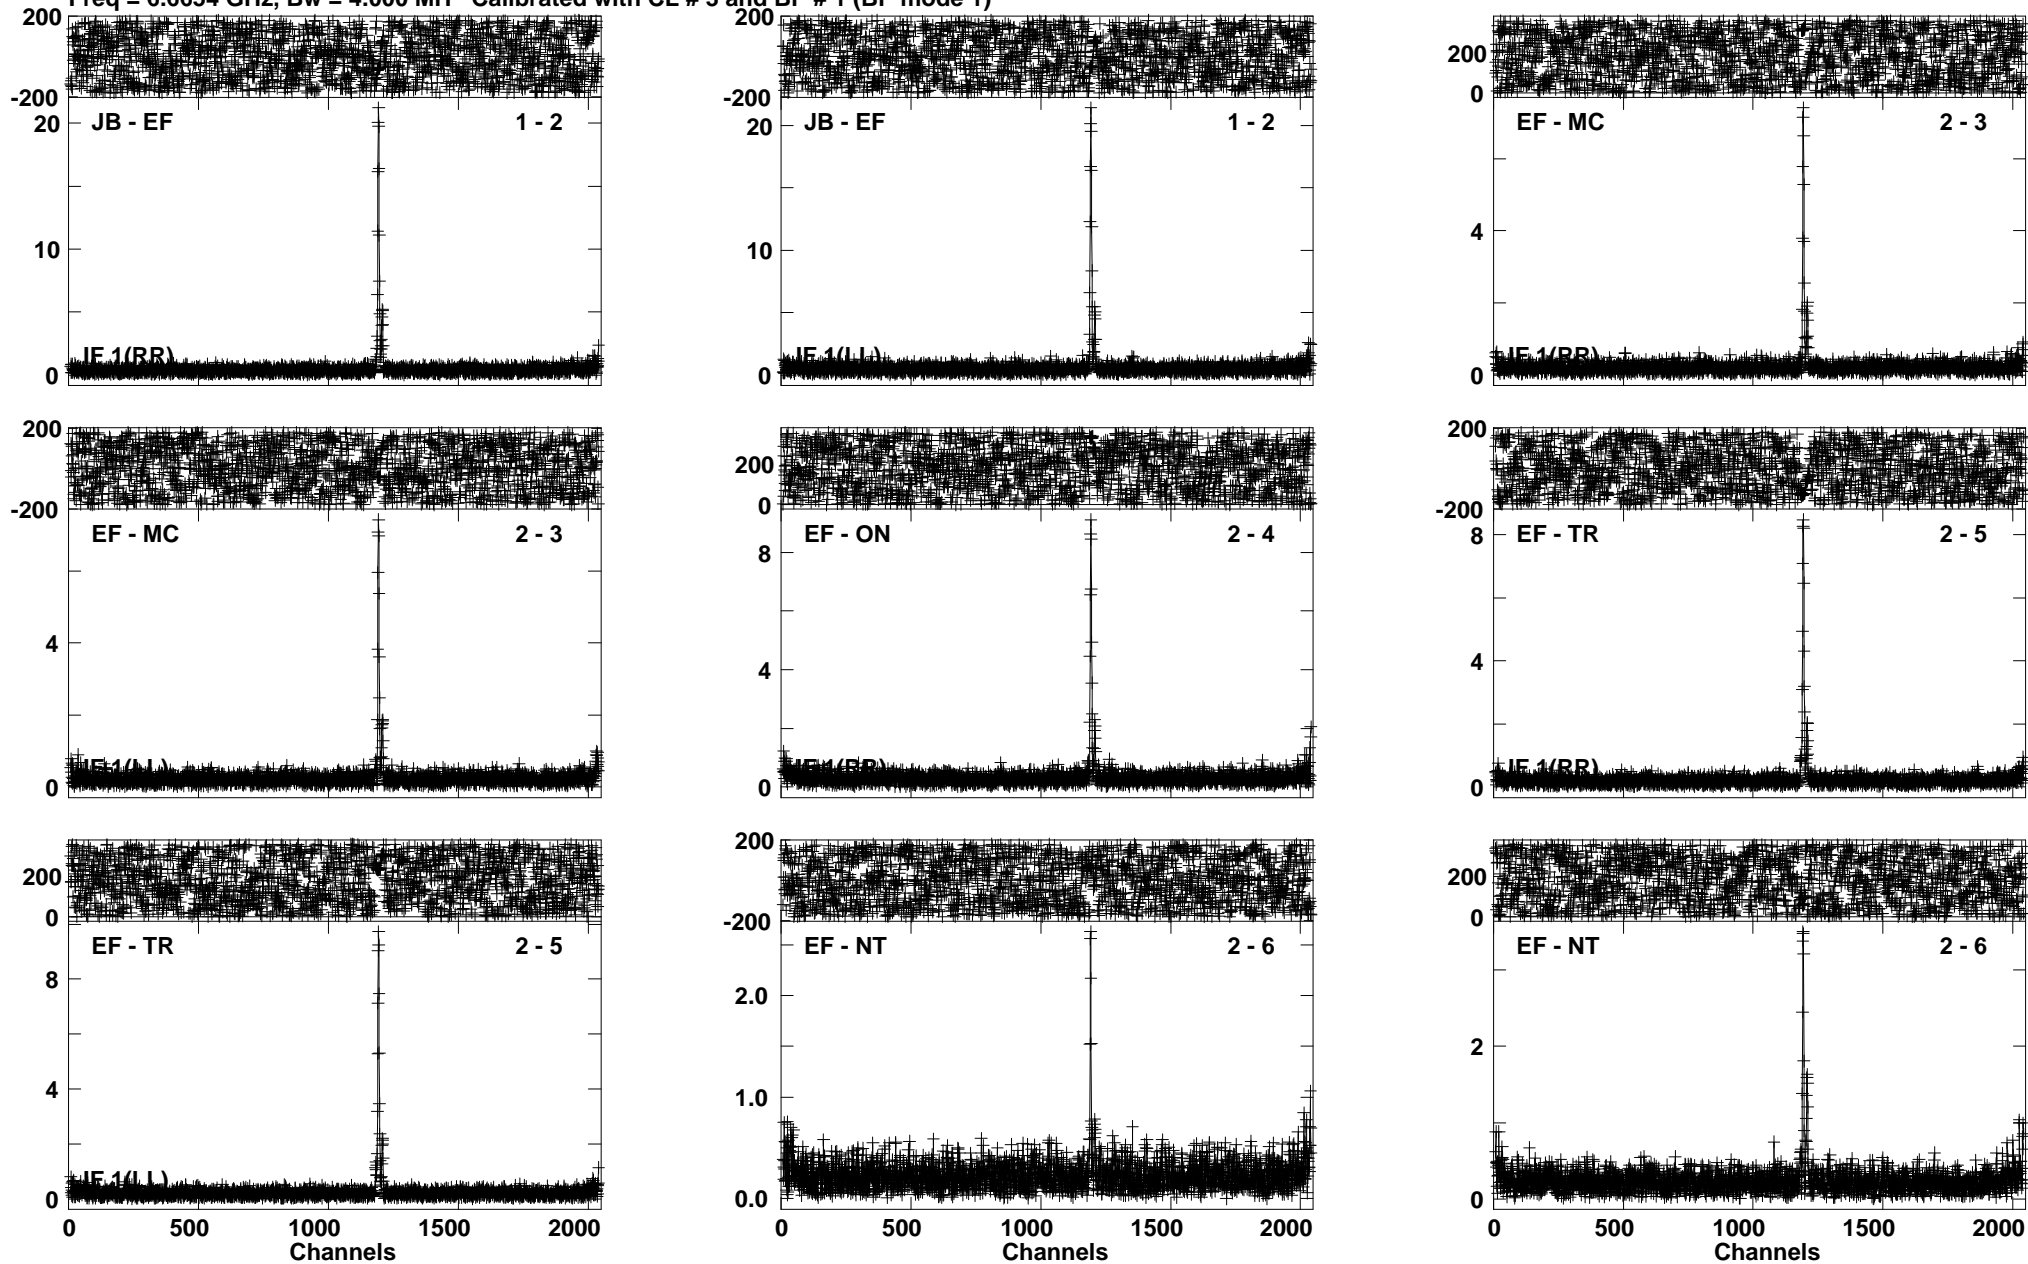 Freq = GHz, Bw = 4.000 MH Calibrated with CL # 3 and BP # 1 (BP mode 1)
200
-200
JB - EF 1 - 2
20
10
IF 1(RR)
0
200
-200
JB - EF 1 - 2
20
10
IF 1(LL)
0
200
0
EF - MC 2 - 3
4
IF 1(RR)
0
200
-200
EF - MC 2 - 3
4
IF 1(LL)
0
200
0
EF - ON 2 - 4
8
4
IF 1(RR)
0
200
-200
EF - TR 2 - 5
8
4
IF 1(RR)
0
200
0
EF - TR 2 - 5
8
4
IF 1(LL)
0
0 500 1000 1500 2000
Channels
200
-200
EF - NT 2 - 6
2.0
1.0
0.0
0 500 1000 1500 2000
Channels
200
0
EF - NT 2 - 6
2
0
0 500 1000 1500 2000
Channels